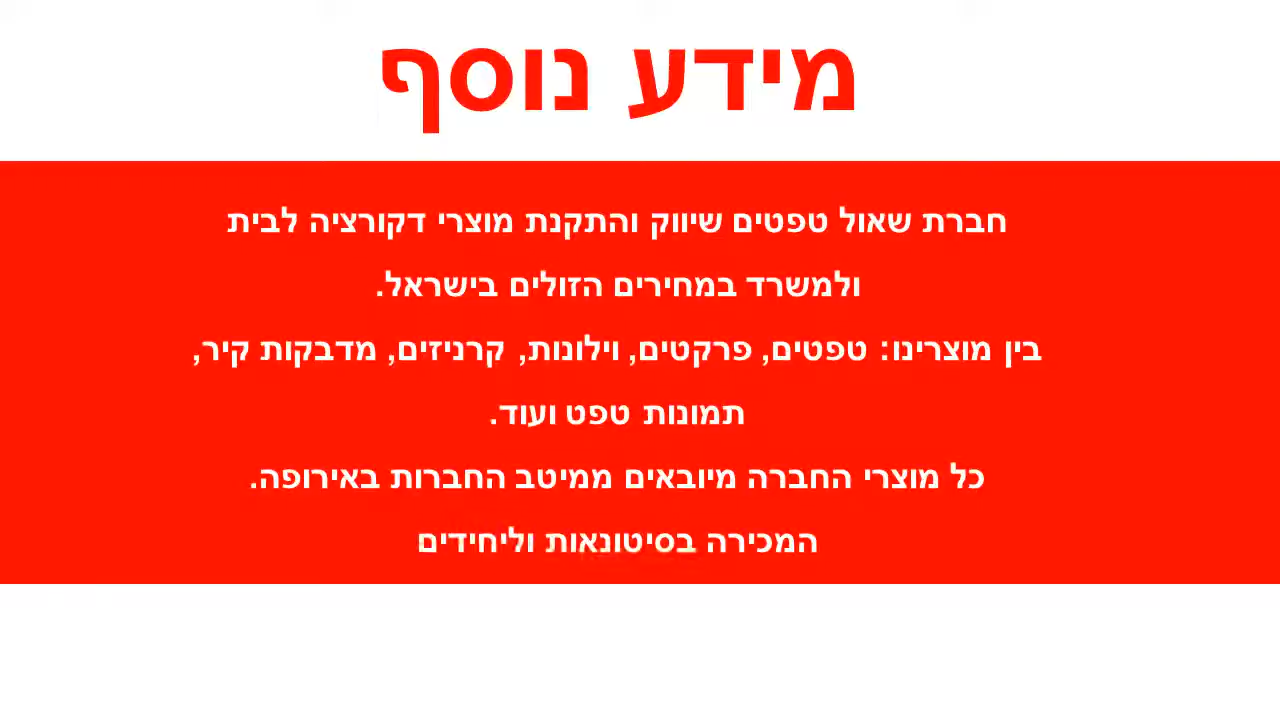 מידע נוסף
חברת שאול טפטים שיווק והתקנת מוצרי דקורציה לבית
ולמשרד במחירים הזולים בישראל.
בין מוצרינו: טפטים, פרקטים, וילונות, קרניזים, מדבקות קיר,
תמונות טפט ועוד.
כל מוצרי החברה מיובאים ממיטב החברות באירופה.
המכירה בסיטונאות וליחידים